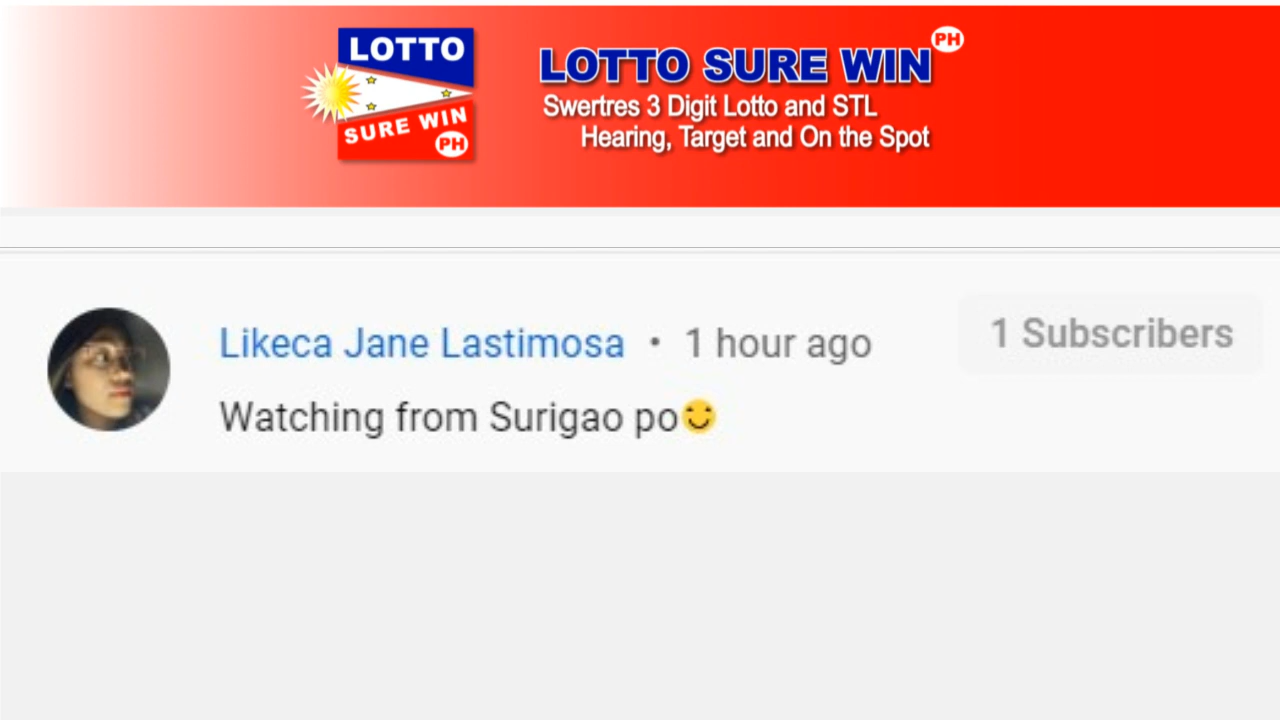 LOTTO
SURE WIN
PH
LOTTO SURE WIN PH
Swertres 3 Digit Lotto and STL
Hearing, Target and On the Spot
Likeca Jane Lastimosa • 1 hour ago
1 Subscribers
Watching from Surigao po😊